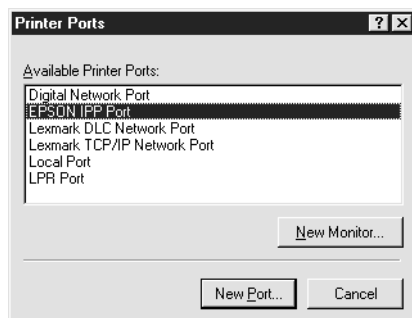 Printer Ports
Available Printer Ports:
Digital Network Port
EPSON IPP Port
Lexmark DLC Network Port
Lexmark TCP/IP Network Port
Local Port
LPR Port
New Monitor...
New Port...
Cancel